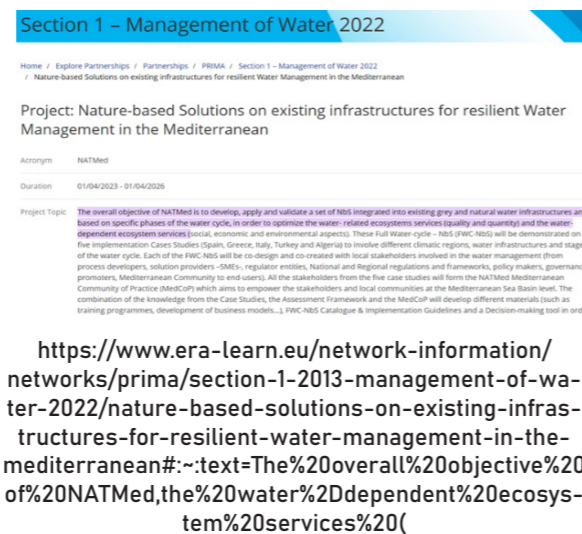 Section 1 – Management of Water 2022
Home / Explore Partnerships / Partnerships / PRIMA / Section 1 – Management of Water 2022
/ Nature-based Solutions on existing infrastructures for resilient Water Management in the Mediterranean
Project: Nature-based Solutions on existing infrastructures for resilient Water
Management in the Mediterranean
Acronym NATMed
Duration 01/04/2023 - 01/04/2026
Project Topic The overall objective of NATMed is to develop, apply and validate a set of NbS integrated into existing grey and natural water infrastructures an
based on specific phases of the water cycle, in order to optimize the water- related ecosystems services (quality and quantity) and the water-
dependent ecosystem services (social, economic and environmental aspects). These Full Water-cycle – NbS (FWC-NbS) will be demonstrated on
five implementation Cases Studies (Spain, Greece, Italy, Turkey and Algeria) to involve different climatic regions, water infrastructures and stage
of the water cycle. Each of the FWC-NbS will be co-design and co-created with local stakeholders involved in the water management (from
process developers, solution providers –SMEs-, regulator entities, National and Regional regulations and frameworks, policy makers, governanc
promoters, Mediterranean Community to end-users). All the stakeholders from the five case studies will form the NATMed Mediterranean
Community of Practice (MedCoP) which aims to empower the stakeholders and local communities at the Mediterranean Sea Basin level. The
combination of the knowledge from the Case Studies, the Assessment Framework and the MedCoP will develop different materials (such as
training programmes, development of business models...), FWC-NbS Catalogue & Implementation Guidelines and a Decision-making tool in ord
https://www.era-learn.eu/network-information/
networks/prima/section-1-2013-management-of-wa-
ter-2022/nature-based-solutions-on-existing-infras-
tructures-for-resilient-water-management-in-the-
mediterranean#:~:text=The%20overall%20objective%20
of%20NATMed,the%20water%2Ddependent%20ecosys-
tem%20services%20(